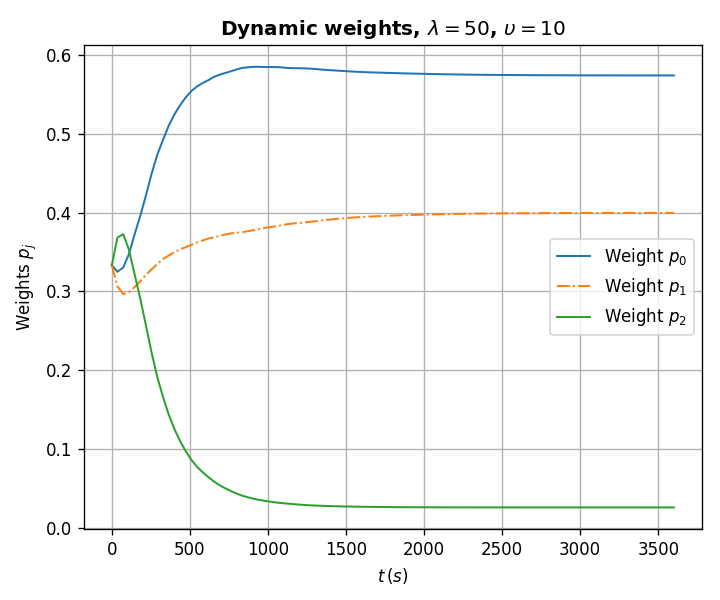 Dynamic weights, λ = 50, υ = 10
Weights p_j
0.6
0.5
0.4
0.3
0.2
0.1
0.0
Weight p_0
Weight p_1
Weight p_2
0 500 1000 1500 2000 2500 3000 3500
t (s)